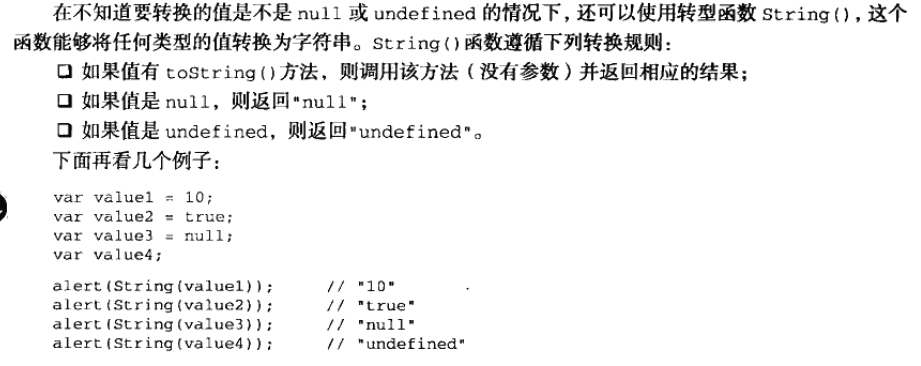 在不知道要转换的值是不是 null 或 undefined 的情况下，还可以使用转型函数 String()，这个
函数能够将任何类型的值转换为字符串。String()函数遵循下列转换规则：
❑ 如果值有 toString()方法，则调用该方法（没有参数）并返回相应的结果；
❑ 如果值是 null，则返回"null"；
❑ 如果值是 undefined，则返回"undefined"。
下面再看几个例子：
var value1 = 10;
var value2 = true;
var value3 = null;
var value4;
alert(String(value1)); // "10"
alert(String(value2)); // "true"
alert(String(value3)); // "null"
alert(String(value4)); // "undefined"